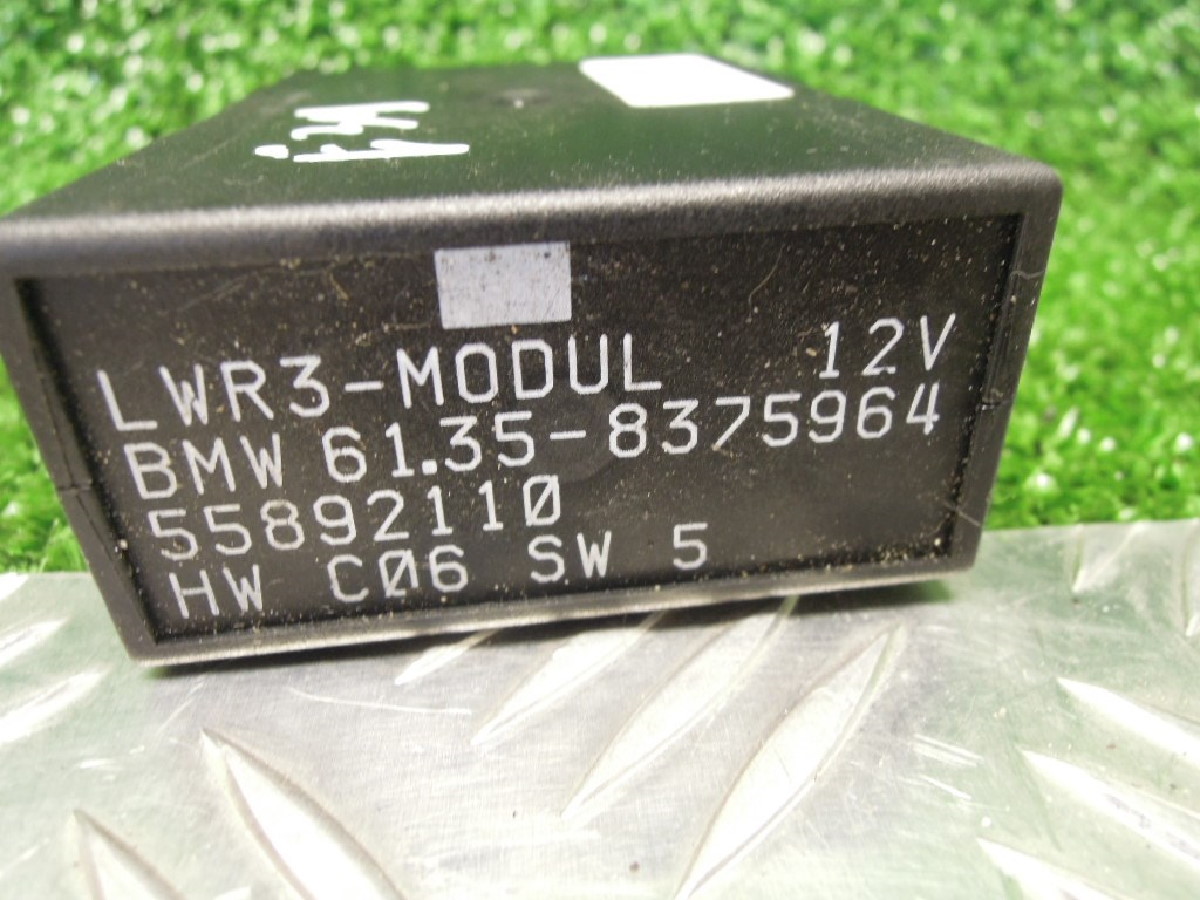 LWR3-MODUL 12V
BMW 61.35-8375964
55892110
HW C06 SW 5